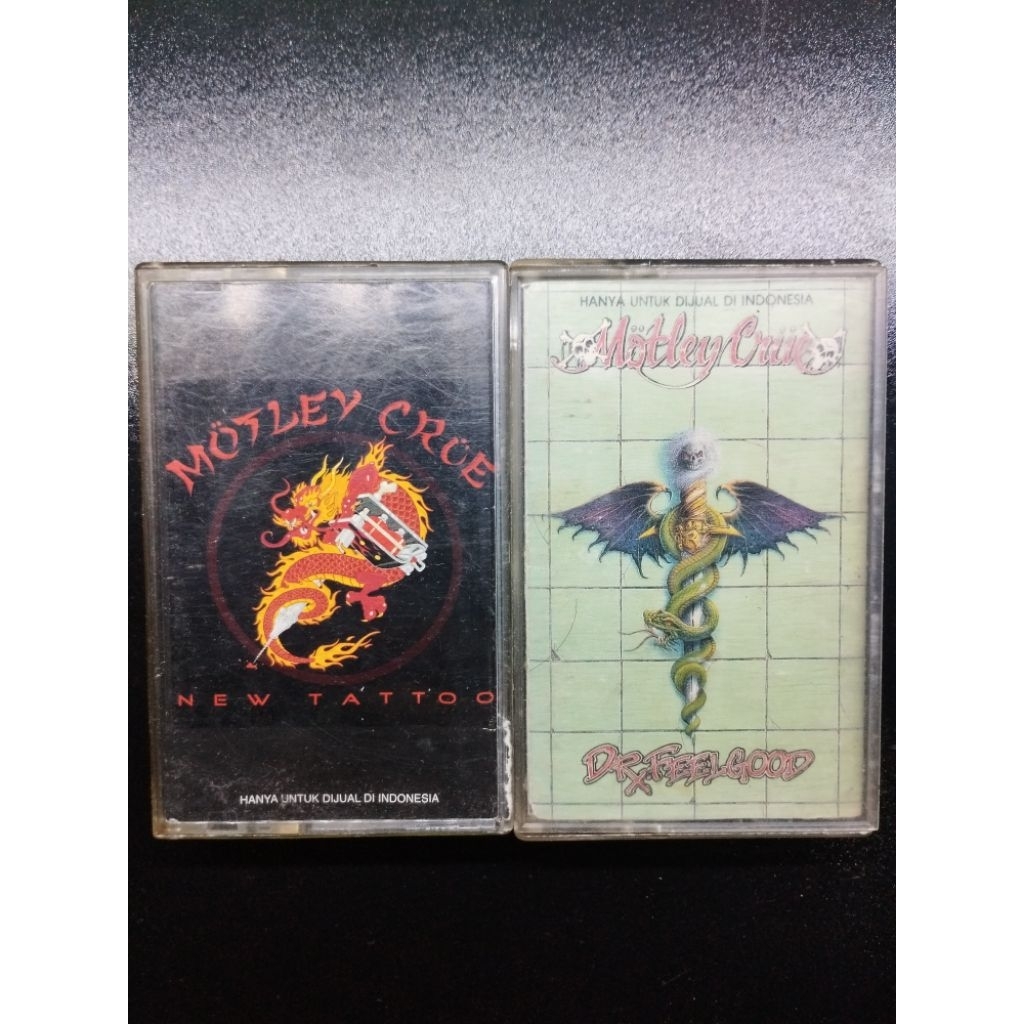 MÖTLEY CRÜE
NEW TATTOO
HANYA UNTUK DIJUAL DI INDONESIA
HANYA UNTUK DIJUAL DI INDONESIA
Mötley Crüe
DR. FEELGOOD